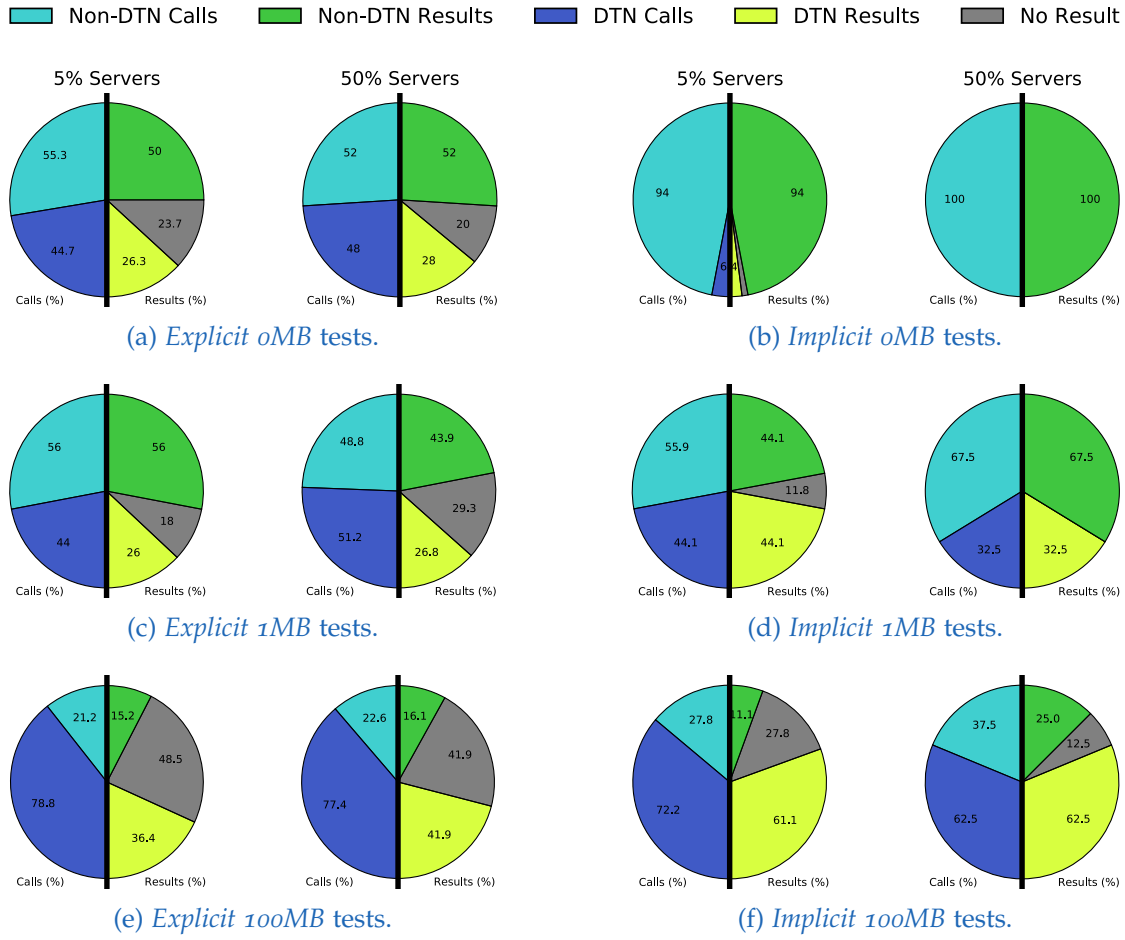 Non-DTN Calls Non-DTN Results DTN Calls DTN Results No Result
5% Servers 50% Servers 5% Servers 50% Servers
55.3 50 44.7 26.3 23.7
Calls (%) Results (%)
52 52 48 28 20
Calls (%) Results (%)
94 94 6 4
Calls (%) Results (%)
100 100
Calls (%) Results (%)
(a) Explicit 0MB tests. (b) Implicit 0MB tests.
56 56 44 26 18
Calls (%) Results (%)
48.8 43.9 51.2 26.8 29.3
Calls (%) Results (%)
55.9 44.1 44.1 44.1 11.8
Calls (%) Results (%)
67.5 67.5 32.5 32.5
Calls (%) Results (%)
(c) Explicit 1MB tests. (d) Implicit 1MB tests.
21.2 15.2 78.8 36.4 48.5
Calls (%) Results (%)
22.6 16.1 77.4 41.9 41.9
Calls (%) Results (%)
27.8 11.1 72.2 61.1 27.8
Calls (%) Results (%)
37.5 25.0 62.5 62.5 12.5
Calls (%) Results (%)
(e) Explicit 100MB tests. (f) Implicit 100MB tests.